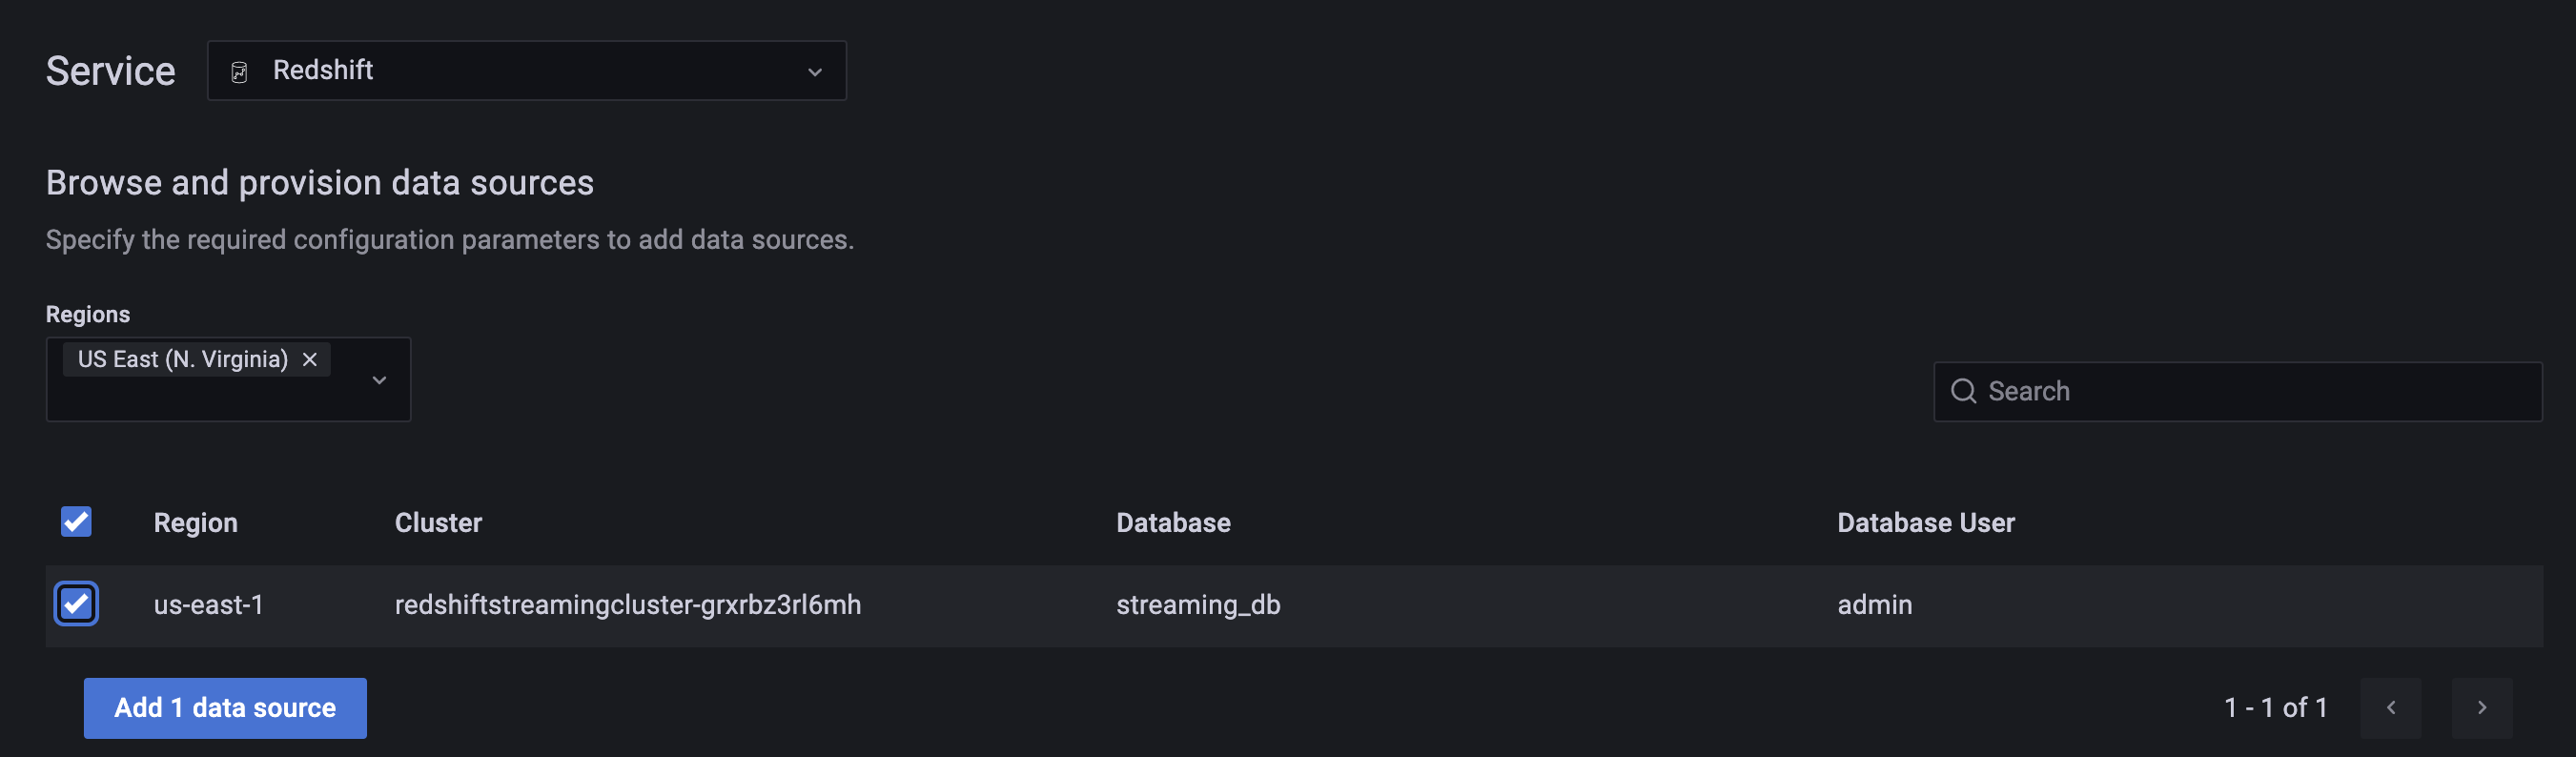 Service
Redshift
Browse and provision data sources
Specify the required configuration parameters to add data sources.
Regions
US East (N. Virginia)
Search
Region Cluster Database Database User
us-east-1 redshiftstreamingcluster-grxrbz3rl6mh streaming_db admin
Add 1 data source
1 - 1 of 1